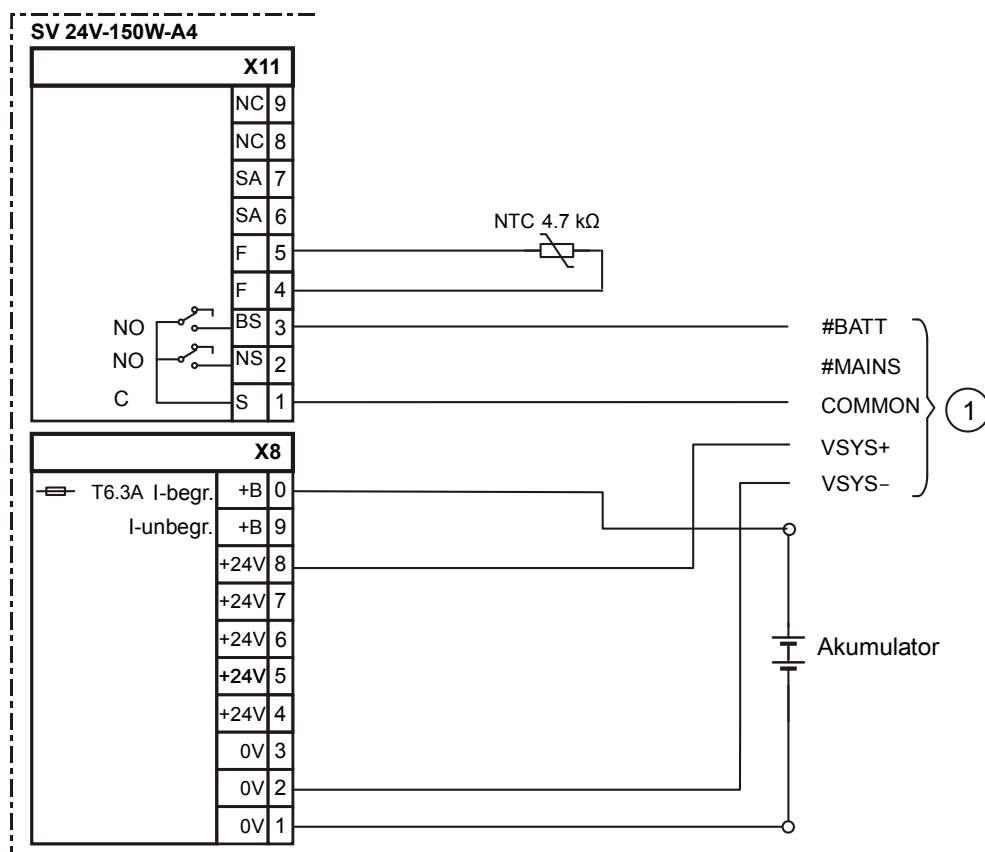 SV 24V-150W-A4
X11
NC 9
NC 8
SA 7
SA 6
F 5
F 4
NO BS 3
NO NS 2
C S 1
NTC 4.7 kΩ
#BATT
#MAINS
COMMON
VSYS+
VSYS–
1
X8
T6.3A I-begr. +B 0
I-unbegr. +B 9
+24V 8
+24V 7
+24V 6
+24V 5
+24V 4
0V 3
0V 2
0V 1
Akumulator